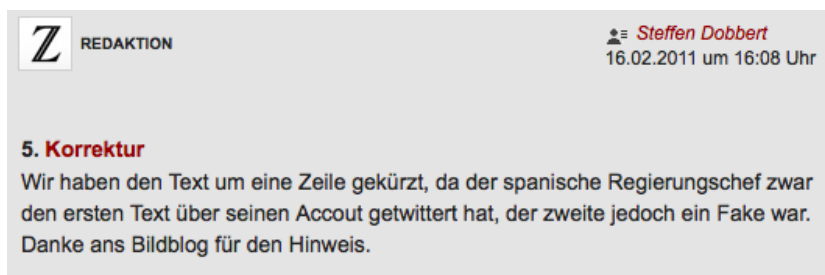 Z REDAKTION
Steffen Dobbert
16.02.2011 um 16:08 Uhr
5. Korrektur
Wir haben den Text um eine Zeile gekürzt, da der spanische Regierungschef zwar
den ersten Text über seinen Accout getwittert hat, der zweite jedoch ein Fake war.
Danke ans Bildblog für den Hinweis.